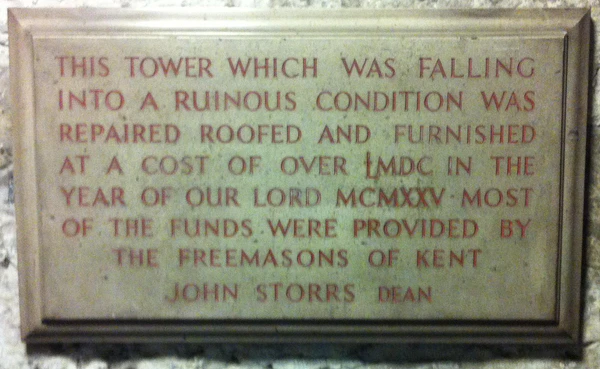 THIS TOWER WHICH WAS FALLING
INTO A RUINOUS CONDITION WAS
REPAIRED ROOFED AND FURNISHED
AT A COST OF OVER £MDC IN THE
YEAR OF OUR LORD MCMXXV · MOST
OF THE FUNDS WERE PROVIDED BY
THE FREEMASONS OF KENT
JOHN STORRS DEAN